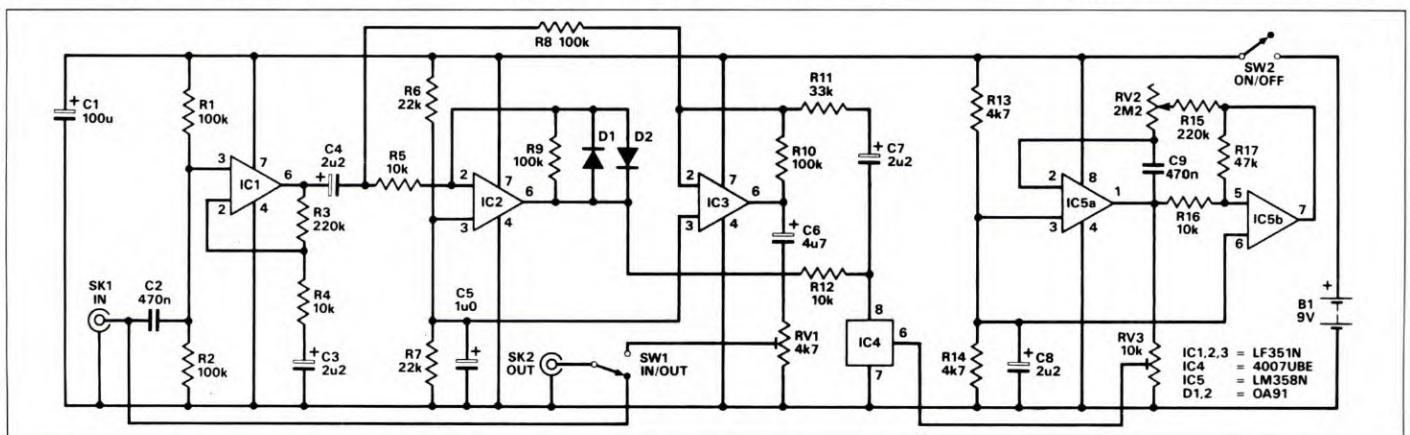 R8 100k
SW2
ON/OFF
C1
100u
R1
100k
R6
22k
R11
33k
R13
4k7
RV2
2M2
R15
220k
C4
2u2
R5
10k
R9
100k
D1
D2
R10
100k
C7
2u2
C9
470n
R17
47k
3
7
6
IC1
2
4
R3
220k
2
7
6
IC2
3
4
2
7
6
IC3
3
4
2
8
1
IC5a
3
4
R16
10k
5
7
IC5b
6
C6
4u7
SK1
IN
C2
470n
R4
10k
C5
1u0
R12
10k
B1
9V
R2
100k
C3
2u2
R7
22k
SK2
OUT
SW1
IN/OUT
RV1
4k7
8
IC4
6
7
R14
4k7
C8
2u2
RV3
10k
IC1,2,3 = LF351N
IC4 = 4007UBE
IC5 = LM358N
D1,2 = OA91